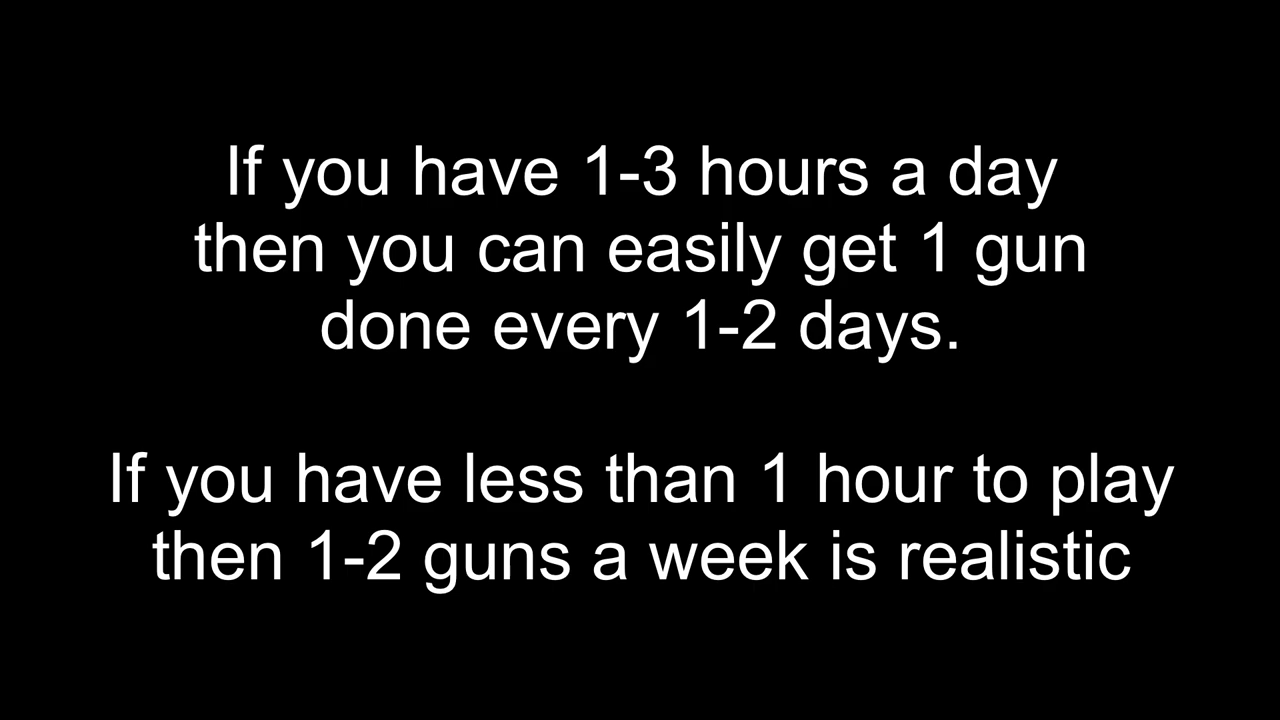 If you have 1-3 hours a day
then you can easily get 1 gun
done every 1-2 days.
If you have less than 1 hour to play
then 1-2 guns a week is realistic